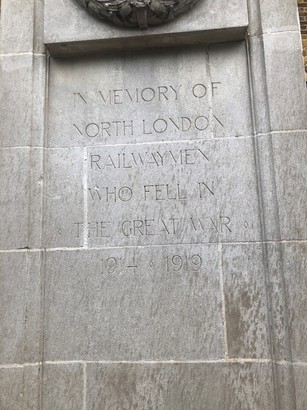 IN MEMORY OF
NORTH LONDON
RAILWAYMEN
WHO FELL IN
THE GREAT WAR
1914 ⋄ 1919